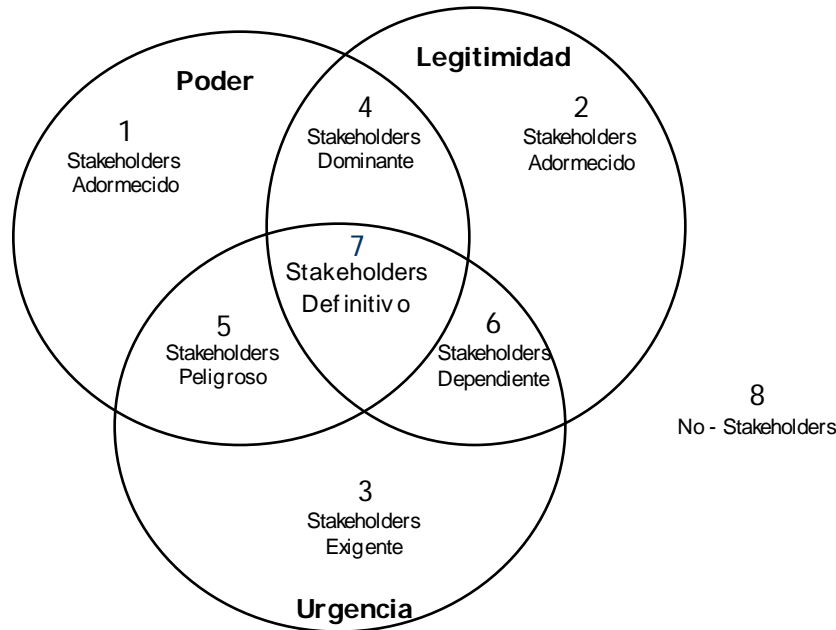 Poder
Legitimidad
1
Stakeholders
Adormecido
4
Stakeholders
Dominante
2
Stakeholders
Adormecido
7
Stakeholders
Definitivo
5
Stakeholders
Peligroso
6
Stakeholders
Dependiente
8
No - Stakeholders
3
Stakeholders
Exigente
Urgencia